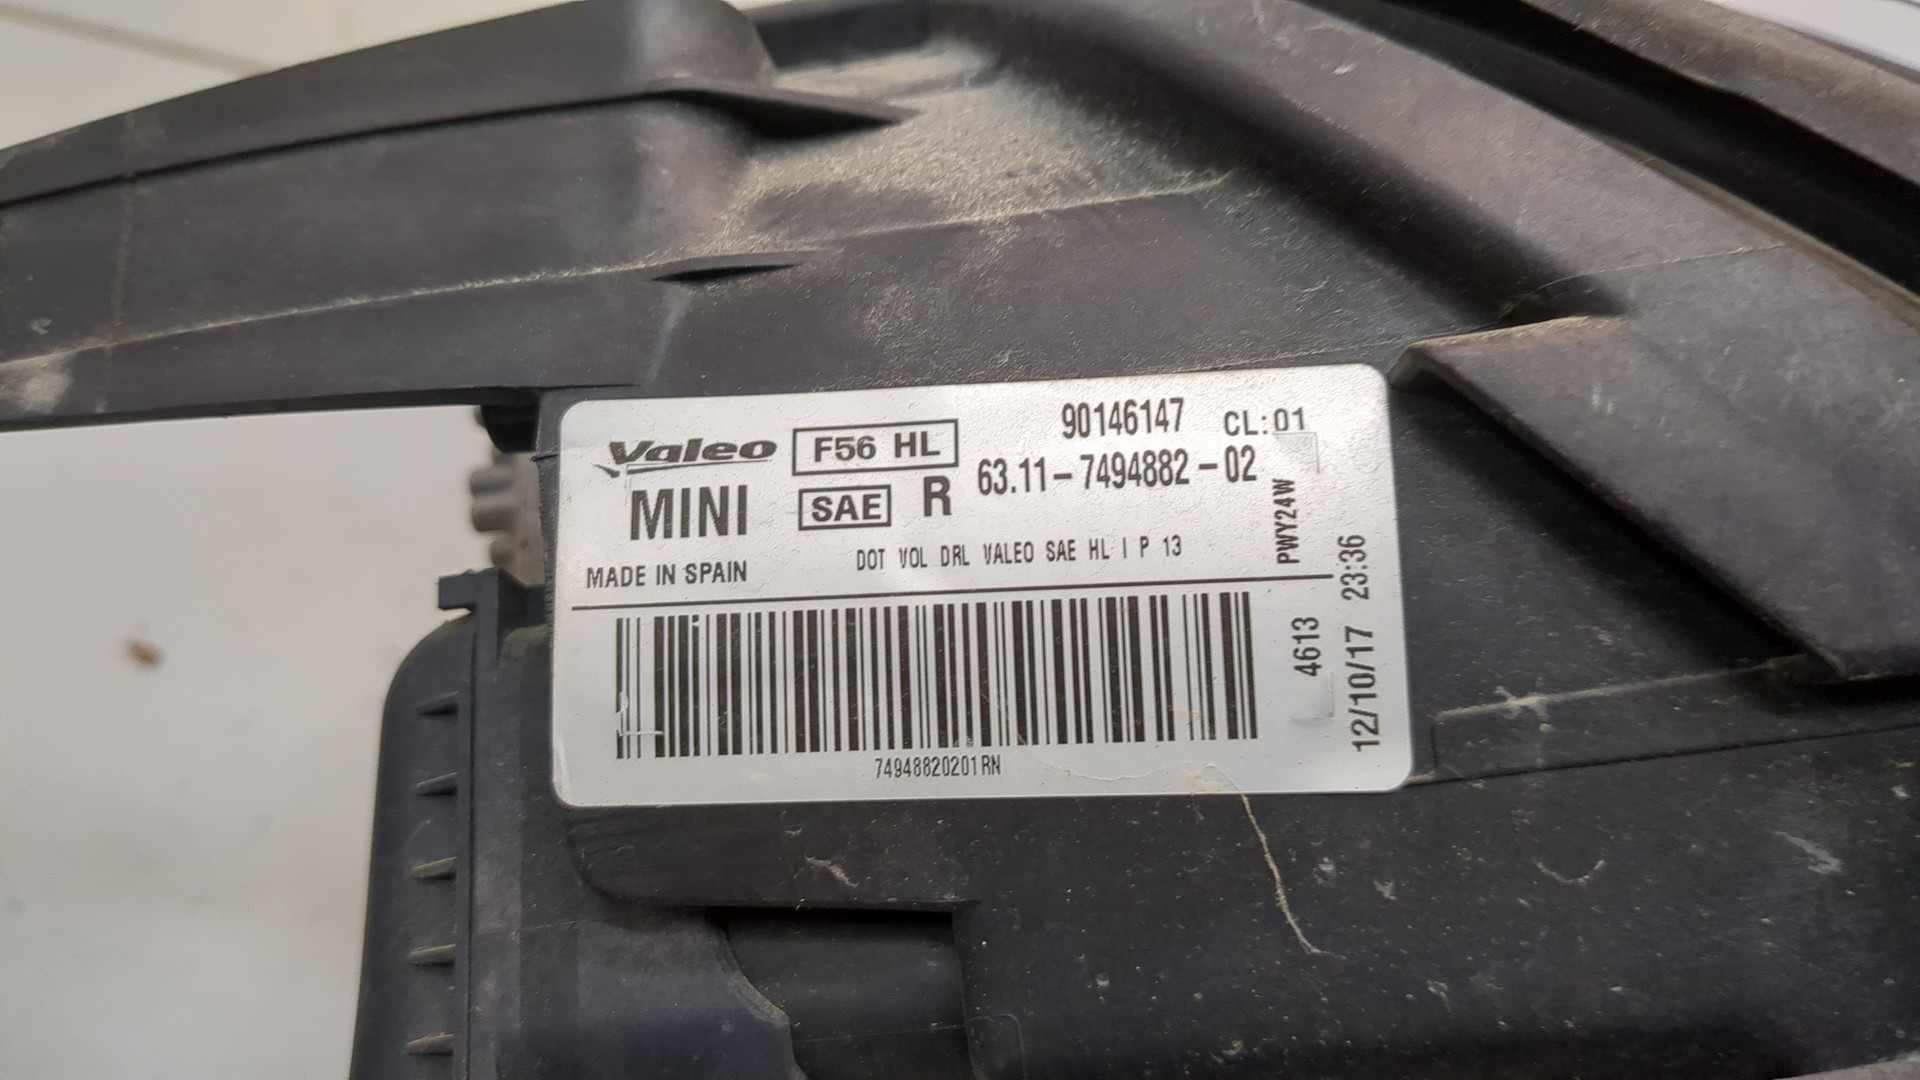 Valeo F56 HL 90146147 CL:01
MINI SAE R 63.11-7494882-02
MADE IN SPAIN DOT VOL DRL VALEO SAE HL I P 13
PWY24W
4613
12/10/17 23:36
74948820201RN